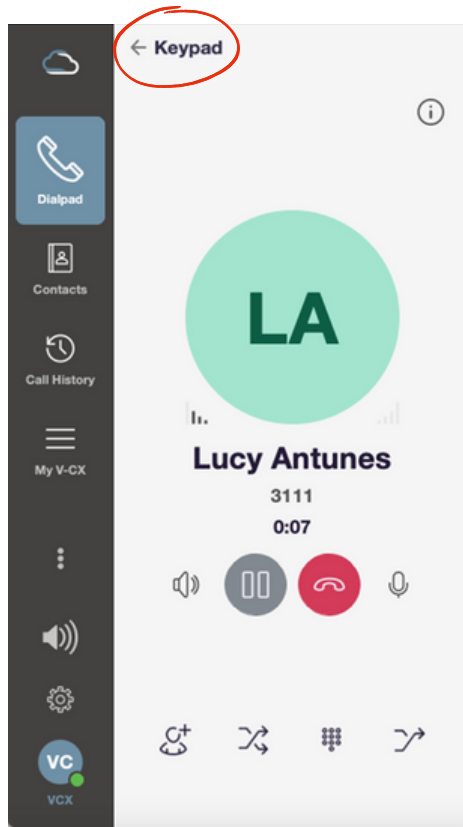 Keypad
Dialpad
Contacts
Call History
My V-CX
VC
VCX
LA
Lucy Antunes
3111
0:07